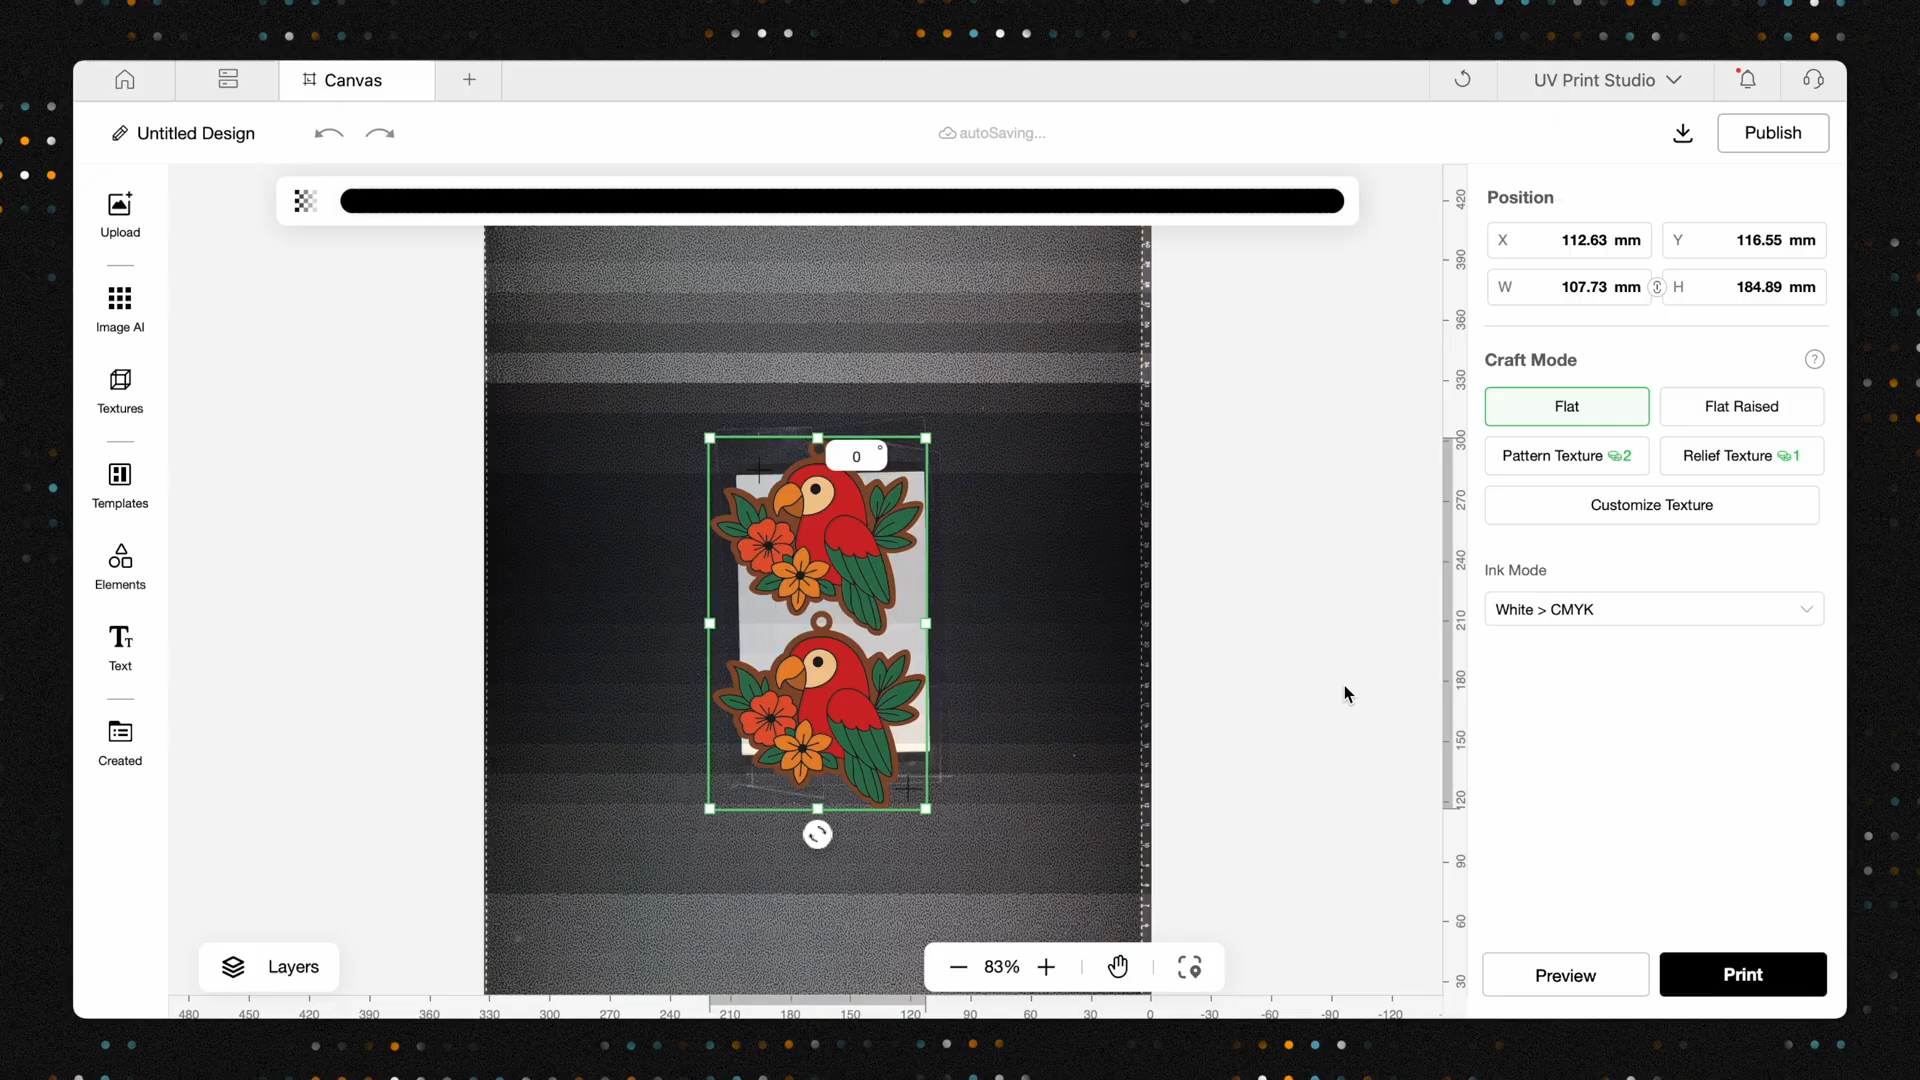 Canvas
UV Print Studio
Untitled Design
autoSaving...
Publish
Upload
Image AI
Textures
Templates
Elements
Text
Created
Position
X 112.63 mm Y 116.55 mm
W 107.73 mm H 184.89 mm
Craft Mode ?
Flat Flat Raised
Pattern Texture 2 Relief Texture 1
Customize Texture
Ink Mode
White > CMYK
0°
420
390
360
330
300
270
240
210
180
150
120
90
60
30
Layers
83%
Preview Print
480 450 420 390 360 330 300 270 240 210 180 150 120 90 60 30 0 -30 -60 -90 -120